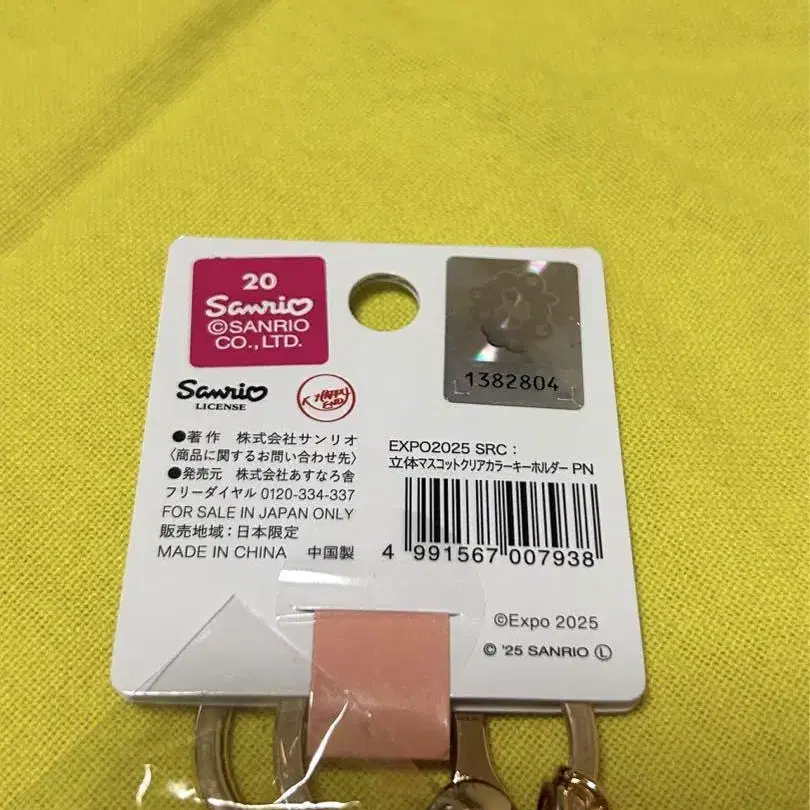 20
Sanrio
©SANRIO
CO.,LTD.
1382804
Sanrio
LICENSE
K HAPPY
END
●著作 株式会社サンリオ
〈商品に関するお問い合わせ先〉
●発売元 株式会社あすなろ舎
フリーダイヤル 0120-334-337
FOR SALE IN JAPAN ONLY
販売地域：日本限定
MADE IN CHINA 中国製
EXPO2025 SRC：
立体マスコットクリアカラーキーホルダー PN
4 991567 007938
©Expo 2025
© '25 SANRIO Ⓛ